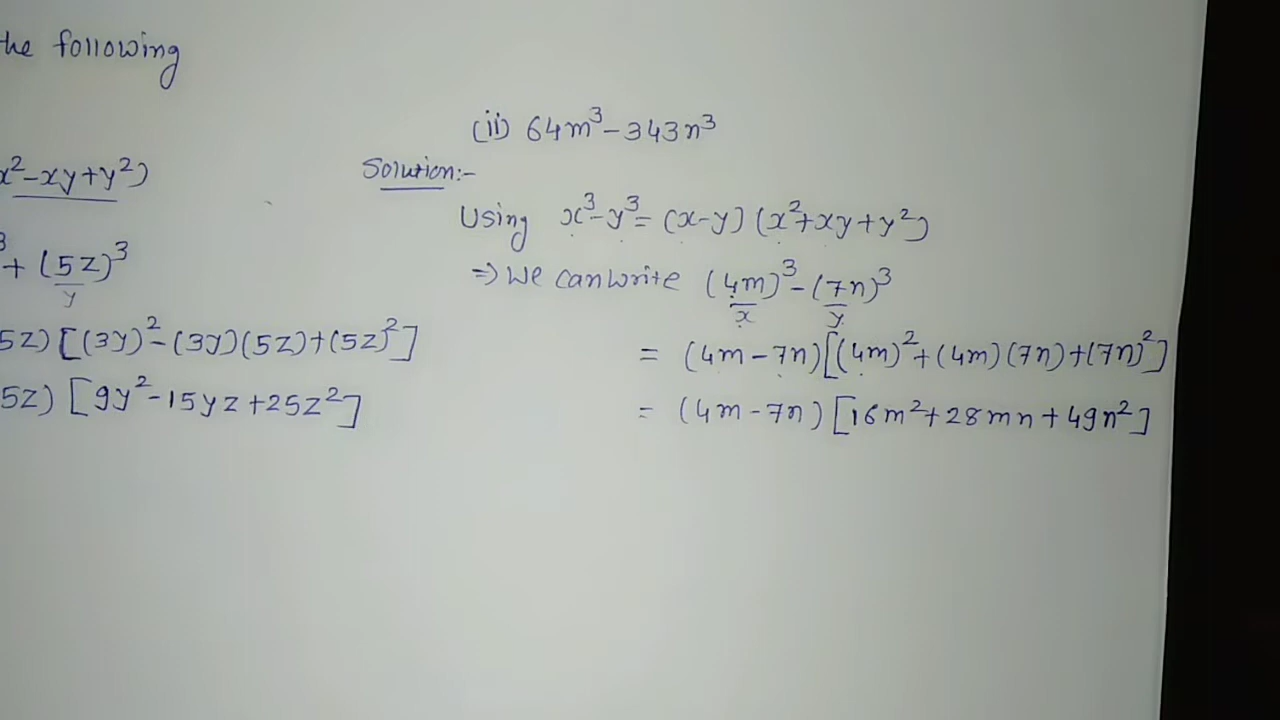 the following
x²-xy+y²)
³+ (5z)³
y
5z) [(3y)²-(3y)(5z)+(5z)²]
5z) [9y²-15yz+25z²]
(ii) 64m³-343n³
Solution:-
Using x³-y³= (x-y) (x²+xy+y²)
⇒ We can write (4m)³-(7n)³
x y
= (4m-7n)[(4m)²+(4m)(7n)+(7n)²]
= (4m-7n) [16m²+28mn+49n²]